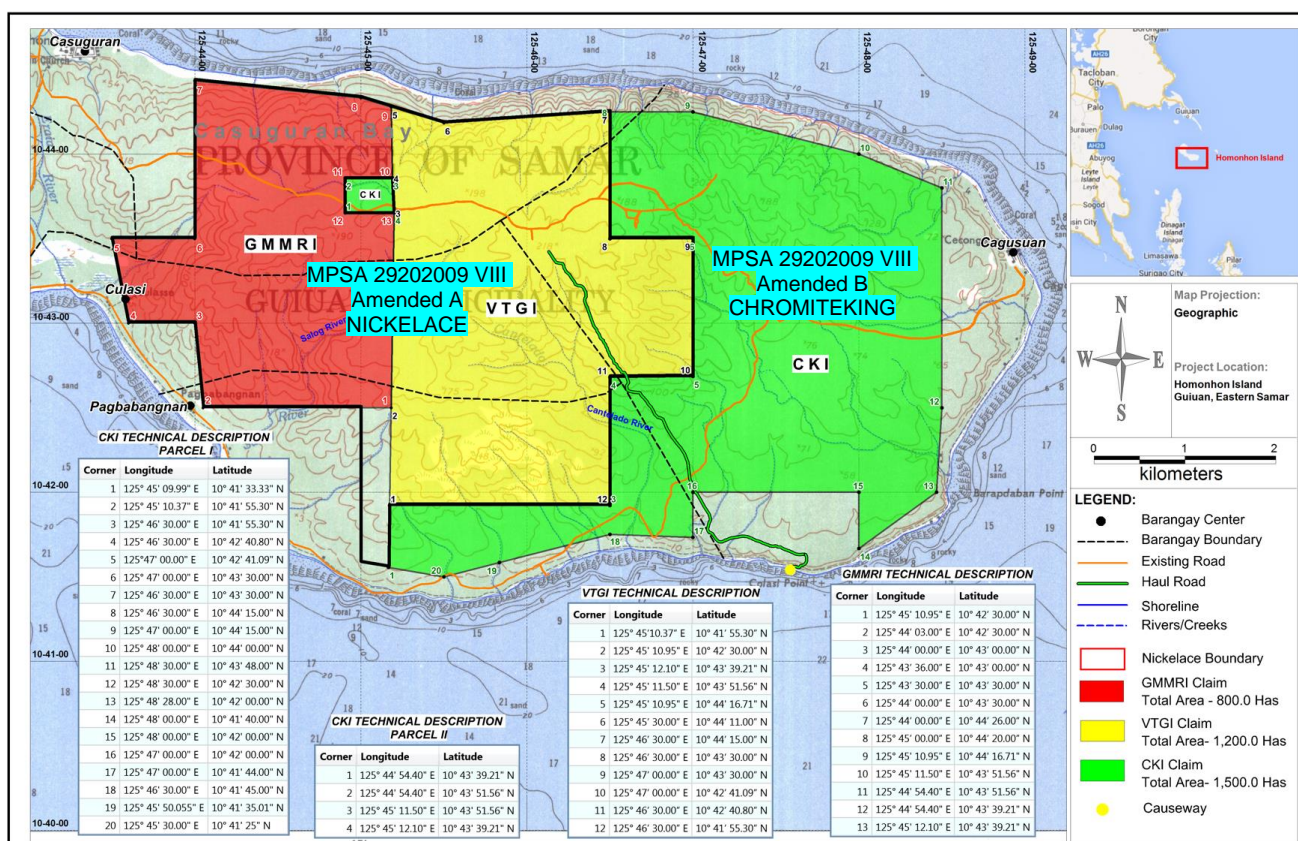 Casuguran
125-44-00
125-45-00
125-46-00
125-47-00
125-48-00
125-49-00
10-44-00
10-43-00
10-42-00
10-40-00
Casuguran Bay
PROVINCE OF SAMAR
CKI
GMMRI
MPSA 29202009 VIII
Amended A
NICKELACE
VTGI
MPSA 29202009 VIII
Amended B
CHROMITEKING
CKI
Cagusuan
Culasi
Salog River
Cantelado River
Pagbabangnan
Barapdaban Point
Culasi Point
CKI TECHNICAL DESCRIPTION
PARCEL I
Corner Longitude Latitude
1 125° 45' 09.99" E 10° 41' 33.33" N
2 125° 45' 10.37" E 10° 41' 55.30" N
3 125° 46' 30.00" E 10° 41' 55.30" N
4 125° 46' 30.00" E 10° 42' 40.80" N
5 125°47' 00.00" E 10° 42' 41.09" N
6 125° 47' 00.00" E 10° 43' 30.00" N
7 125° 46' 30.00" E 10° 43' 30.00" N
8 125° 46' 30.00" E 10° 44' 15.00" N
9 125° 47' 00.00" E 10° 44' 15.00" N
10 125° 48' 00.00" E 10° 44' 00.00" N
11 125° 48' 30.00" E 10° 43' 48.00" N
12 125° 48' 30.00" E 10° 42' 30.00" N
13 125° 48' 28.00" E 10° 42' 00.00" N
14 125° 48' 00.00" E 10° 41' 40.00" N
15 125° 48' 00.00" E 10° 42' 00.00" N
16 125° 47' 00.00" E 10° 42' 00.00" N
17 125° 47' 00.00" E 10° 41' 44.00" N
18 125° 46' 30.00" E 10° 41' 45.00" N
19 125° 45' 50.055" E 10° 41' 35.01" N
20 125° 45' 30.00" E 10° 41' 25" N
CKI TECHNICAL DESCRIPTION
PARCEL II
Corner Longitude Latitude
1 125° 44' 54.40" E 10° 43' 39.21" N
2 125° 44' 54.40" E 10° 43' 51.56" N
3 125° 45' 11.50" E 10° 43' 51.56" N
4 125° 45' 12.10" E 10° 43' 39.21" N
VTGI TECHNICAL DESCRIPTION
Corner Longitude Latitude
1 125° 45'10.37" E 10° 41' 55.30" N
2 125° 45' 10.95" E 10° 42' 30.00" N
3 125° 45' 12.10" E 10° 43' 39.21" N
4 125° 45' 11.50" E 10° 43' 51.56" N
5 125° 45' 10.95" E 10° 44' 16.71" N
6 125° 45' 30.00" E 10° 44' 11.00" N
7 125° 46' 30.00" E 10° 44' 15.00" N
8 125° 46' 30.00" E 10° 43' 30.00" N
9 125° 47' 00.00" E 10° 43' 30.00" N
10 125° 47' 00.00" E 10° 42' 41.09" N
11 125° 46' 30.00" E 10° 42' 40.80" N
12 125° 46' 30.00" E 10° 41' 55.30" N
GMMRI TECHNICAL DESCRIPTION
Corner Longitude Latitude
1 125° 45' 10.95" E 10° 42' 30.00" N
2 125° 44' 03.00" E 10° 42' 30.00" N
3 125° 44' 00.00" E 10° 43' 00.00" N
4 125° 43' 36.00" E 10° 43' 00.00" N
5 125° 43' 30.00" E 10° 43' 30.00" N
6 125° 44' 00.00" E 10° 43' 30.00" N
7 125° 44' 00.00" E 10° 44' 26.00" N
8 125° 45' 00.00" E 10° 44' 20.00" N
9 125° 45' 10.95" E 10° 44' 16.71" N
10 125° 45' 11.50" E 10° 43' 51.56" N
11 125° 44' 54.40" E 10° 43' 51.56" N
12 125° 44' 54.40" E 10° 43' 39.21" N
13 125° 45' 12.10" E 10° 43' 39.21" N
Borongan
City
AH26
Tacloban
City
Palo
Guiuan
Burauen Dulag
AH26
Abuyog
Homonhon Island
Leyte
Island
Leyte
Sogod
Dinagat
Island
Dinagat
Limasawa
Pilar
Surigao City
N
W E
S
Map Projection:
Geographic
Project Location:
Homonhon Island
Guiuan, Eastern Samar
0 1 2
kilometers
LEGEND:
Barangay Center
Barangay Boundary
Existing Road
Haul Road
Shoreline
Rivers/Creeks
Nickelace Boundary
GMMRI Claim
Total Area - 800.0 Has
VTGI Claim
Total Area- 1,200.0 Has
CKI Claim
Total Area- 1,500.0 Has
Causeway